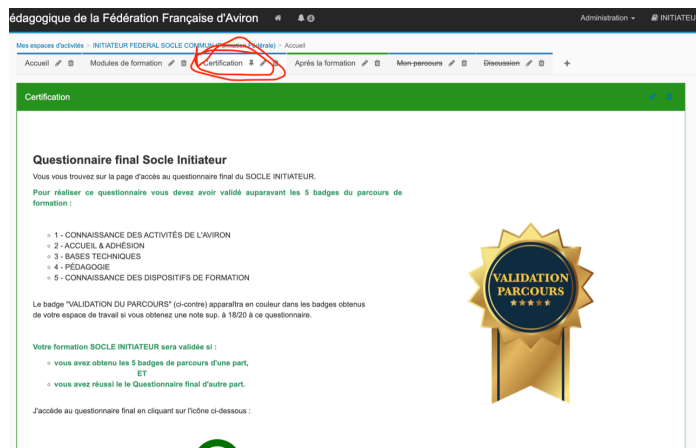 édagogique de la Fédération Française d'Aviron
Administration
INITIATEU
Mes espaces d'activités > INITIATEUR FEDERAL SOCLE COMMUN (Formation Fédérale) > Accueil
Accueil Modules de formation Certification Après la formation Mon parcours Discussion +
Certification
Questionnaire final Socle Initiateur
Vous vous trouvez sur la page d'accès au questionnaire final du SOCLE INITIATEUR.
Pour réaliser ce questionnaire vous devez avoir validé auparavant les 5 badges du parcours de
formation :
1 - CONNAISSANCE DES ACTIVITÉS DE L'AVIRON
2 - ACCUEIL & ADHÉSION
3 - BASES TECHNIQUES
4 - PÉDAGOGIE
5 - CONNAISSANCE DES DISPOSITIFS DE FORMATION
VALIDATION
PARCOURS
Le badge "VALIDATION DU PARCOURS" (ci-contre) apparaîtra en couleur dans les badges obtenus
de votre espace de travail si vous obtenez une note sup. à 18/20 à ce questionnaire.
Votre formation SOCLE INITIATEUR sera validée si :
vous avez obtenu les 5 badges de parcours d'une part,
ET
vous avez réussi le le Questionnaire final d'autre part.
J'accède au questionnaire final en cliquant sur l'icône ci-dessous :